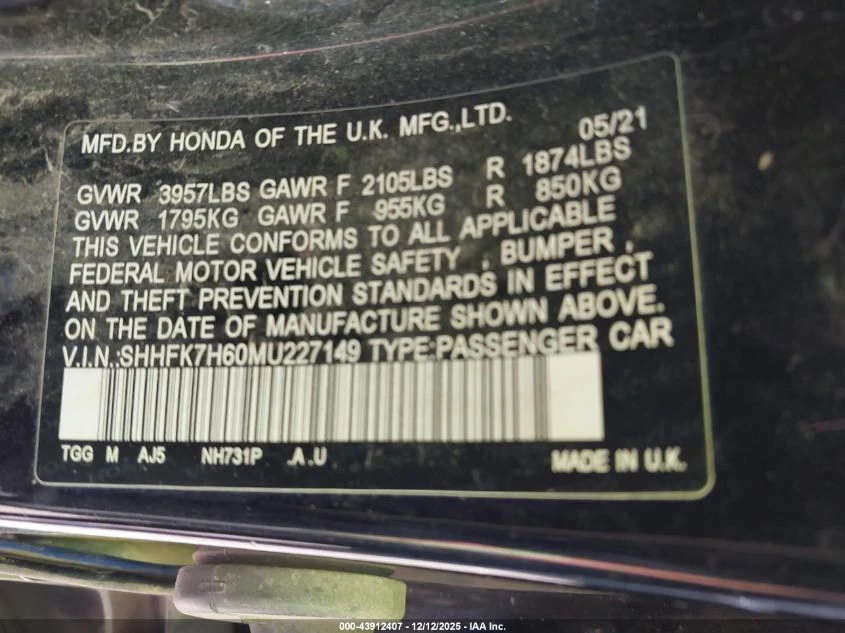 MFD.BY HONDA OF THE U.K. MFG.,LTD. 05/21
GVWR 3957LBS GAWR F 2105LBS R 1874LBS
GVWR 1795KG GAWR F 955KG R 850KG
THIS VEHICLE CONFORMS TO ALL APPLICABLE
FEDERAL MOTOR VEHICLE SAFETY , BUMPER ,
AND THEFT PREVENTION STANDARDS IN EFFECT
ON THE DATE OF MANUFACTURE SHOWN ABOVE.
V.I.N.:SHHFK7H60MU227149 TYPE:PASSENGER CAR
TGG M AJ5 NH731P .A.U MADE IN U.K.
000-43912407 - 12/12/2025 - IAA Inc.